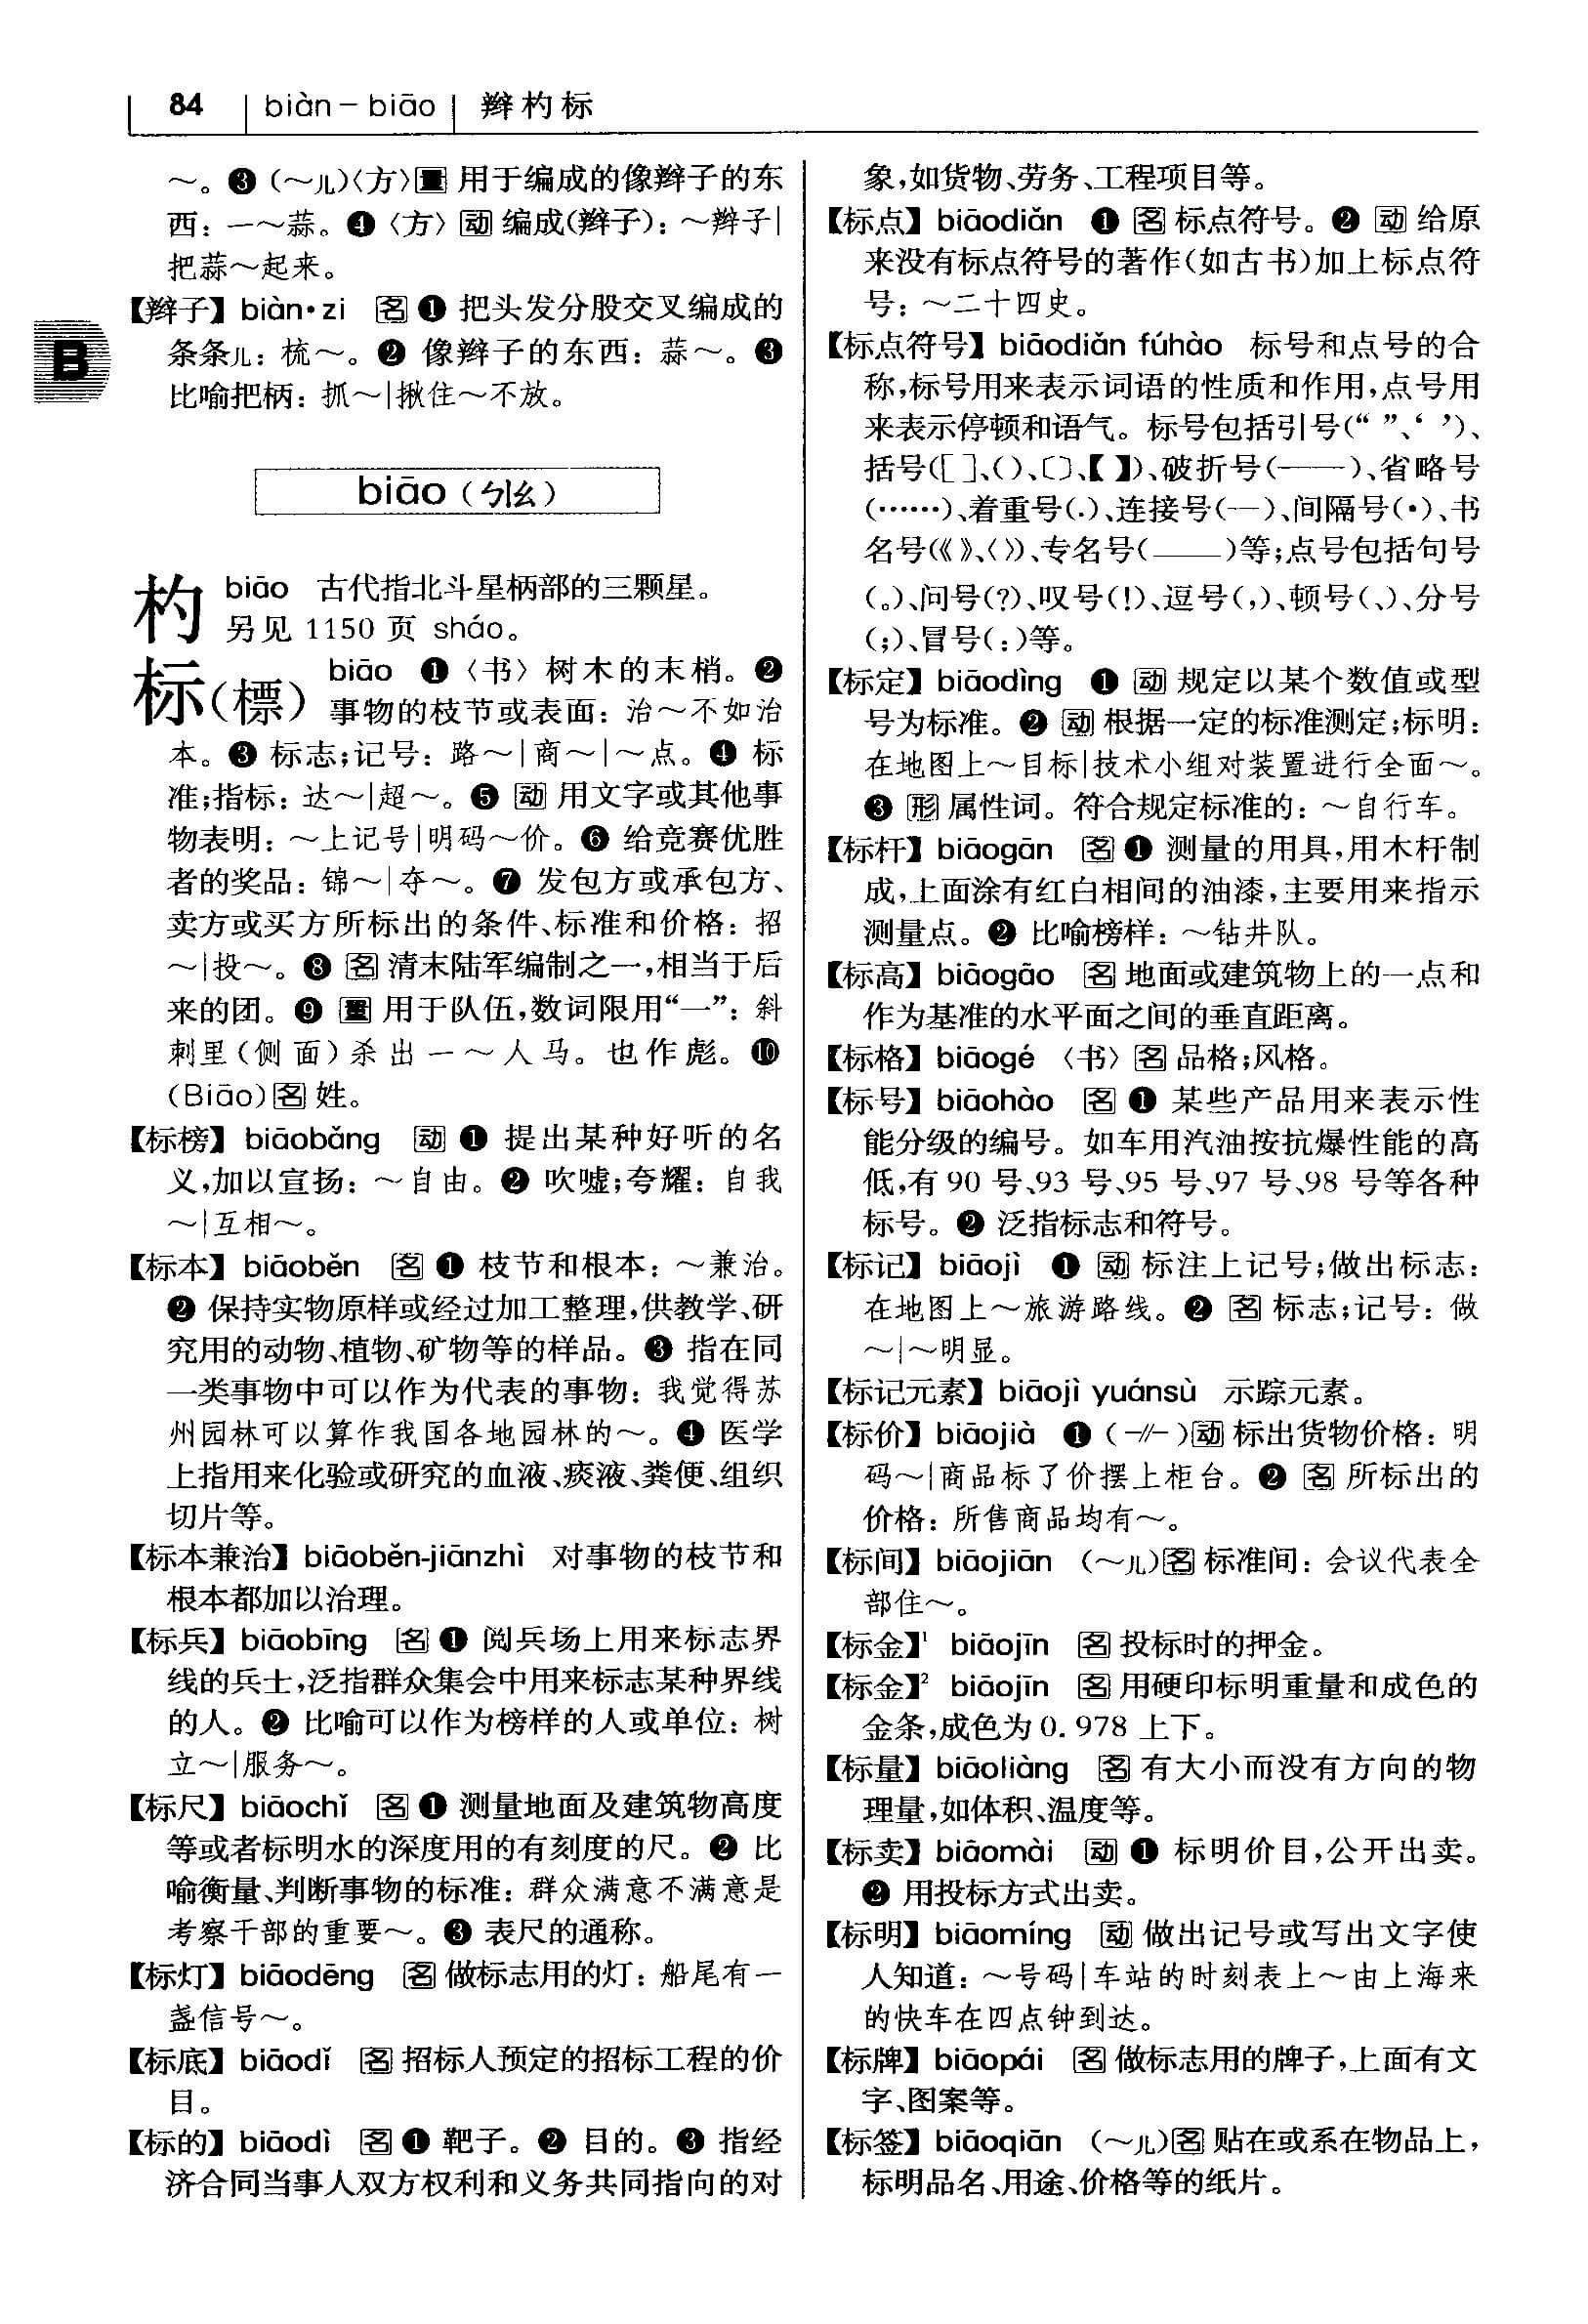 84 biàn－biāo 辫杓标
～。❸（～儿）〈方〉量 用于编成的像辫子的东
西：一～蒜。❹〈方〉动 编成(辫子)：～辫子|
把蒜～起来。
【辫子】biàn·zi 名 ❶ 把头发分股交叉编成的
条条儿：梳～。❷ 像辫子的东西：蒜～。❸
比喻把柄：抓～|揪住～不放。
B
biāo（ㄅㄧㄠ）
杓 biāo 古代指北斗星柄部的三颗星。
另见 1150 页 sháo。
标（標） biāo ❶〈书〉树木的末梢。❷
事物的枝节或表面：治～不如治
本。❸ 标志；记号：路～|商～|～点。❹ 标
准；指标：达～|超～。❺ 动 用文字或其他事
物表明：～上记号|明码～价。❻ 给竞赛优胜
者的奖品：锦～|夺～。❼ 发包方或承包方、
卖方或买方所标出的条件、标准和价格：招
～|投～。❽ 名 清末陆军编制之一，相当于后
来的团。❾ 量 用于队伍，数词限用“一”：斜
刺里（侧面）杀出一～人马。也作彪。❿
（Biāo）名 姓。
【标榜】biāobǎng 动 ❶ 提出某种好听的名
义，加以宣扬：～自由。❷ 吹嘘；夸耀：自我
～|互相～。
【标本】biāoběn 名 ❶ 枝节和根本：～兼治。
❷ 保持实物原样或经过加工整理，供教学、研
究用的动物、植物、矿物等的样品。❸ 指在同
一类事物中可以作为代表的事物：我觉得苏
州园林可以算作我国各地园林的～。❹ 医学
上指用来化验或研究的血液、痰液、粪便、组织
切片等。
【标本兼治】biāoběn-jiānzhì 对事物的枝节和
根本都加以治理。
【标兵】biāobīng 名 ❶ 阅兵场上用来标志界
线的兵士，泛指群众集会中用来标志某种界线
的人。❷ 比喻可以作为榜样的人或单位：树
立～|服务～。
【标尺】biāochǐ 名 ❶ 测量地面及建筑物高度
等或者标明水的深度用的有刻度的尺。❷ 比
喻衡量、判断事物的标准：群众满意不满意是
考察干部的重要～。❸ 表尺的通称。
【标灯】biāodēng 名 做标志用的灯：船尾有一
盏信号～。
【标底】biāodǐ 名 招标人预定的招标工程的价
目。
【标的】biāodì 名 ❶ 靶子。❷ 目的。❸ 指经
济合同当事人双方权利和义务共同指向的对
象，如货物、劳务、工程项目等。
【标点】biāodiǎn ❶ 名 标点符号。❷ 动 给原
来没有标点符号的著作（如古书）加上标点符
号：～二十四史。
【标点符号】biāodiǎn fúhào 标号和点号的合
称，标号用来表示词语的性质和作用，点号用
来表示停顿和语气。标号包括引号（“ ”、‘ ’）、
括号（［ ］、（ ）、〔 〕、【 】）、破折号（——）、省略号
（……）、着重号（.）、连接号（—）、间隔号（·）、书
名号（《 》、〈 〉）、专名号（____）等；点号包括句号
（。）、问号（？）、叹号（！）、逗号（，）、顿号（、）、分号
（；）、冒号（：）等。
【标定】biāodìng ❶ 动 规定以某个数值或型
号为标准。❷ 动 根据一定的标准测定；标明：
在地图上～目标|技术小组对装置进行全面～。
❸ 形 属性词。符合规定标准的：～自行车。
【标杆】biāogān 名 ❶ 测量的用具，用木杆制
成，上面涂有红白相间的油漆，主要用来指示
测量点。❷ 比喻榜样：～钻井队。
【标高】biāogāo 名 地面或建筑物上的一点和
作为基准的水平面之间的垂直距离。
【标格】biāogé 〈书〉名 品格；风格。
【标号】biāohào 名 ❶ 某些产品用来表示性
能分级的编号。如车用汽油按抗爆性能的高
低，有 90 号、93 号、95 号、97 号、98 号等各种
标号。❷ 泛指标志和符号。
【标记】biāojì ❶ 动 标注上记号；做出标志：
在地图上～旅游路线。❷ 名 标志；记号：做
～|～明显。
【标记元素】biāojì yuánsù 示踪元素。
【标价】biāojià ❶（-//-）动 标出货物价格：明
码～|商品标了价摆上柜台。❷ 名 所标出的
价格：所售商品均有～。
【标间】biāojiān （～儿）名 标准间：会议代表全
部住～。
【标金】¹ biāojīn 名 投标时的押金。
【标金】² biāojīn 名 用硬印标明重量和成色的
金条，成色为 0.978 上下。
【标量】biāoliàng 名 有大小而没有方向的物
理量，如体积、温度等。
【标卖】biāomài 动 ❶ 标明价目，公开出卖。
❷ 用投标方式出卖。
【标明】biāomíng 动 做出记号或写出文字使
人知道：～号码|车站的时刻表上～由上海来
的快车在四点钟到达。
【标牌】biāopái 名 做标志用的牌子，上面有文
字、图案等。
【标签】biāoqiān （～儿）名 贴在或系在物品上，
标明品名、用途、价格等的纸片。